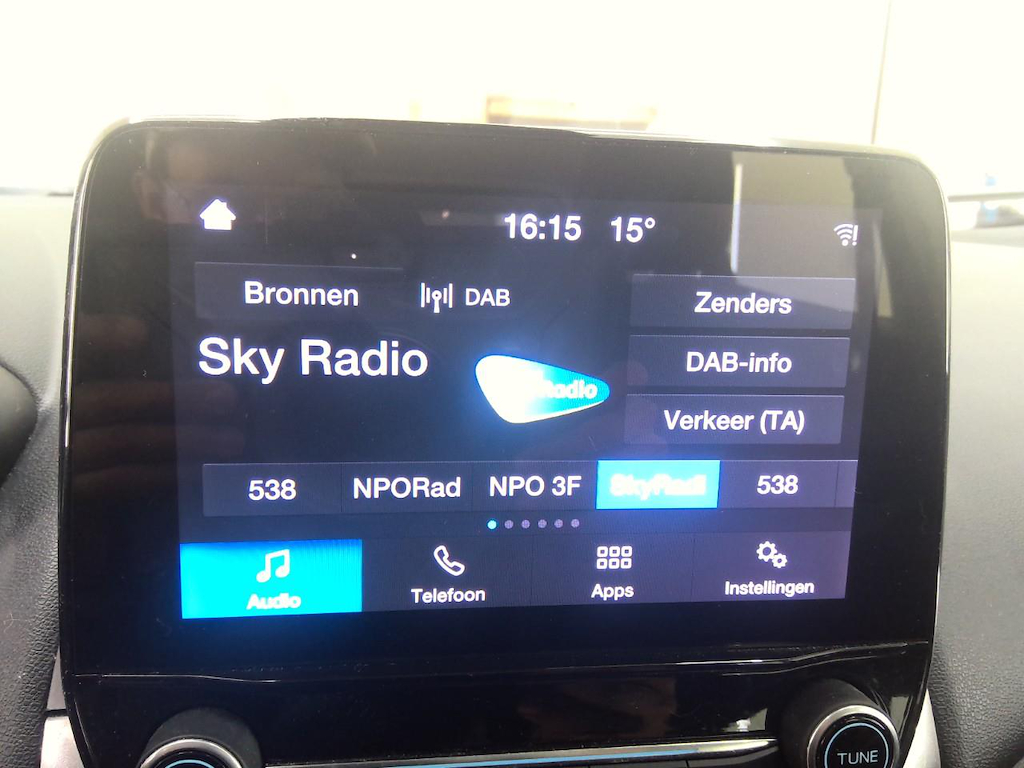 16:15 15°
Bronnen
DAB
Zenders
Sky Radio
DAB-info
Radio
Verkeer (TA)
538 NPORad NPO 3F SkyRadi 538
Audio Telefoon Apps Instellingen
TUNE